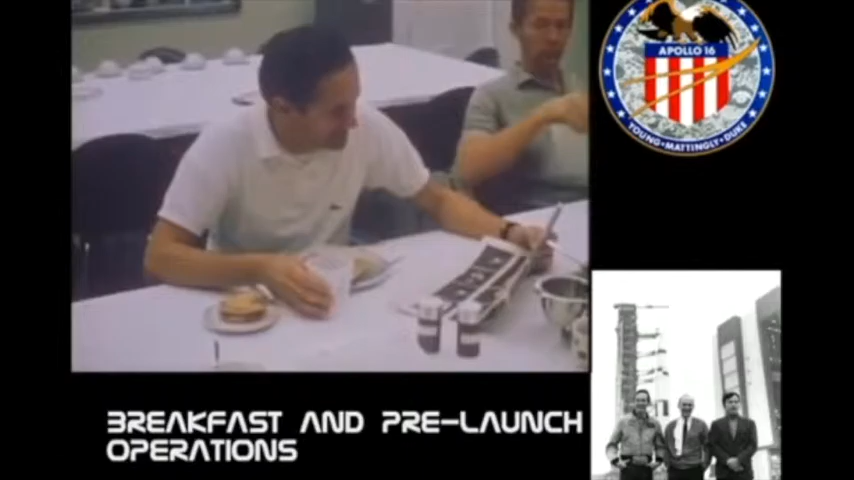 APOLLO 16
YOUNG • MATTINGLY • DUKE
BREAKFAST AND PRE-LAUNCH
OPERATIONS